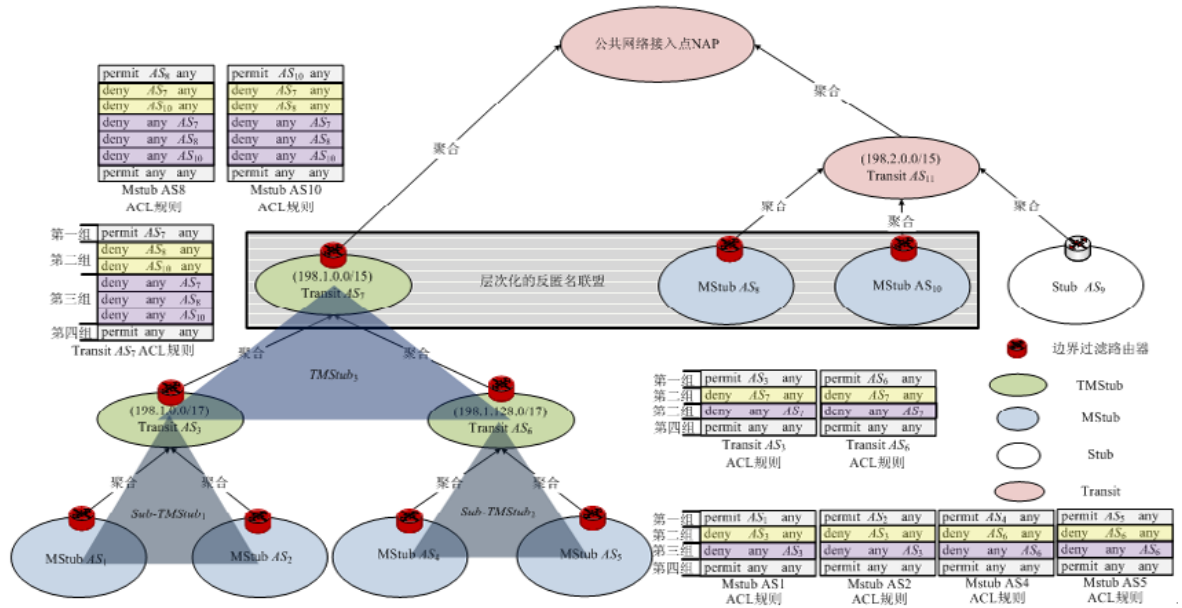 公共网络接入点NAP
聚合
聚合
(198.2.0.0/15)
Transit AS11
聚合
聚合
聚合
permit AS8 any
deny AS7 any
deny AS10 any
deny any AS7
deny any AS8
deny any AS10
permit any any
Mstub AS8
ACL规则
permit AS10 any
deny AS7 any
deny AS8 any
deny any AS7
deny any AS8
deny any AS10
permit any any
Mstub AS10
ACL规则
第一组 permit AS7 any
第二组 deny AS8 any
deny AS10 any
第三组 deny any AS7
deny any AS8
deny any AS10
第四组 permit any any
Transit AS7 ACL规则
(198.1.0.0/15)
Transit AS7
层次化的反匿名联盟
MStub AS8
MStub AS10
Stub AS9
聚合
聚合
TMStub3
(198.1.0.0/17)
Transit AS3
(198.1.128.0/17)
Transit AS6
聚合
聚合
聚合
聚合
Sub-TMStub1
Sub-TMStub2
MStub AS1
MStub AS2
MStub AS4
MStub AS5
第一组 permit AS3 any permit AS6 any
第二组 deny AS7 any deny AS7 any
第二组 deny any AS7 deny any AS7
第四组 permit any any permit any any
Transit AS3 Transit AS6
ACL规则 ACL规则
边界过滤路由器
TMStub
MStub
Stub
Transit
第一组 permit AS1 any permit AS2 any permit AS4 any permit AS5 any
第二组 deny AS3 any deny AS3 any deny AS6 any deny AS6 any
第三组 deny any AS3 deny any AS3 deny any AS6 deny any AS6
第四组 permit any any permit any any permit any any permit any any
Mstub AS1 Mstub AS2 Mstub AS4 Mstub AS5
ACL规则 ACL规则 ACL规则 ACL规则